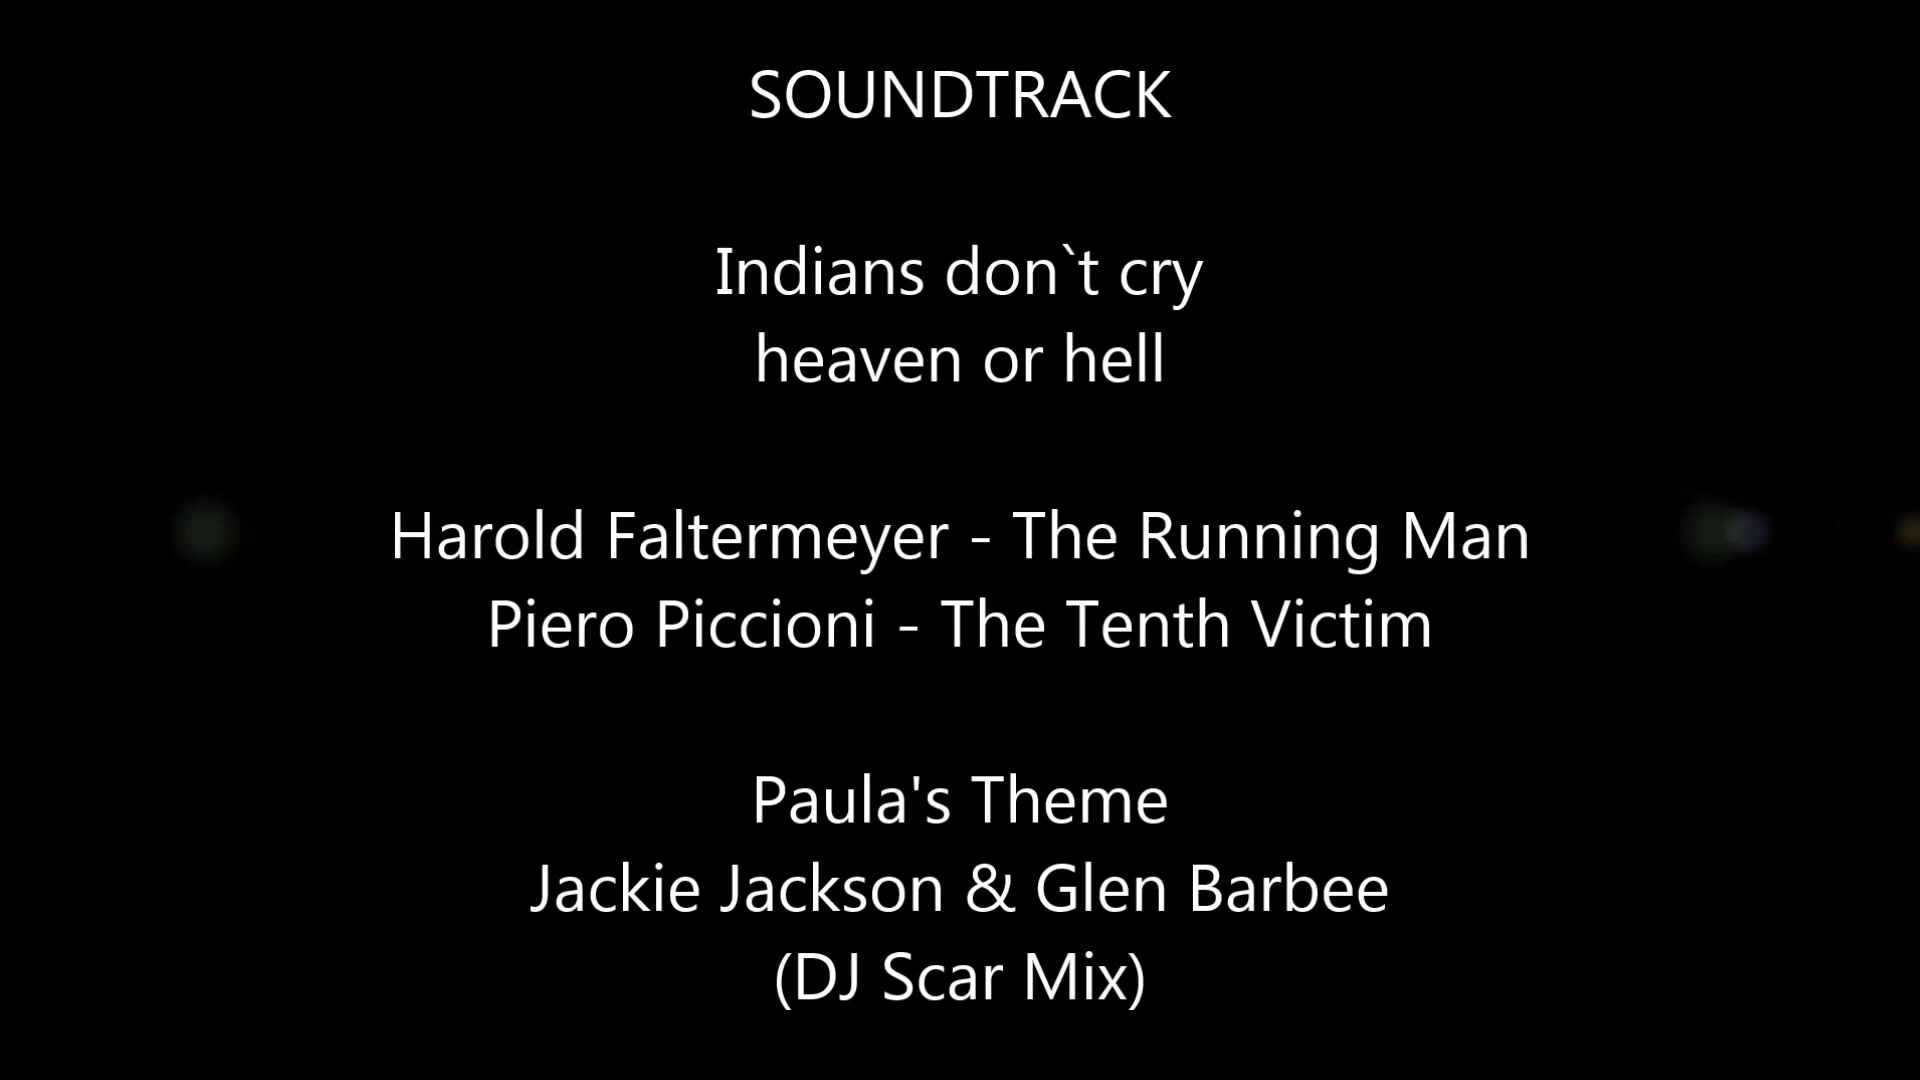 SOUNDTRACK
Indians don`t cry
heaven or hell
Harold Faltermeyer - The Running Man
Piero Piccioni - The Tenth Victim
Paula's Theme
Jackie Jackson & Glen Barbee
(DJ Scar Mix)